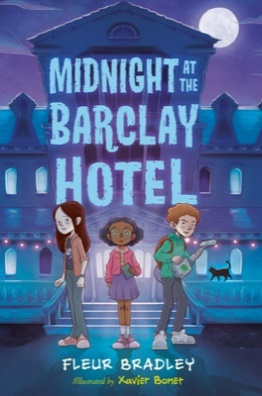 MIDNIGHT AT THE
BARCLAY
HOTEL
FLEUR BRADLEY
Illustrated by Xavier Bonet